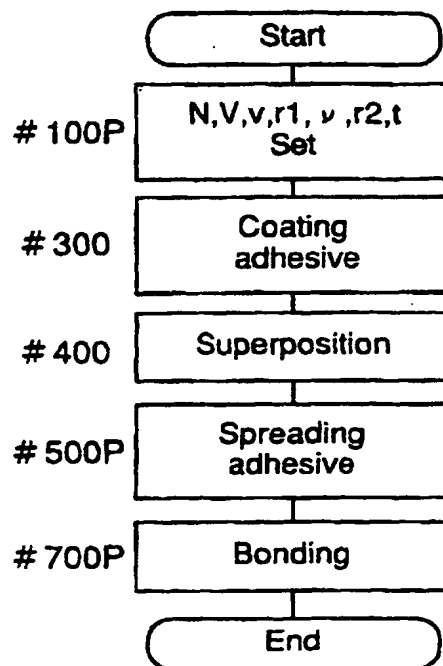 Start
N,V,v,r1, ν ,r2,t
# 100P
Set
Coating
# 300
adhesive
# 400 Superposition
Spreading
# 500P
adhesive
# 700P Bonding
End